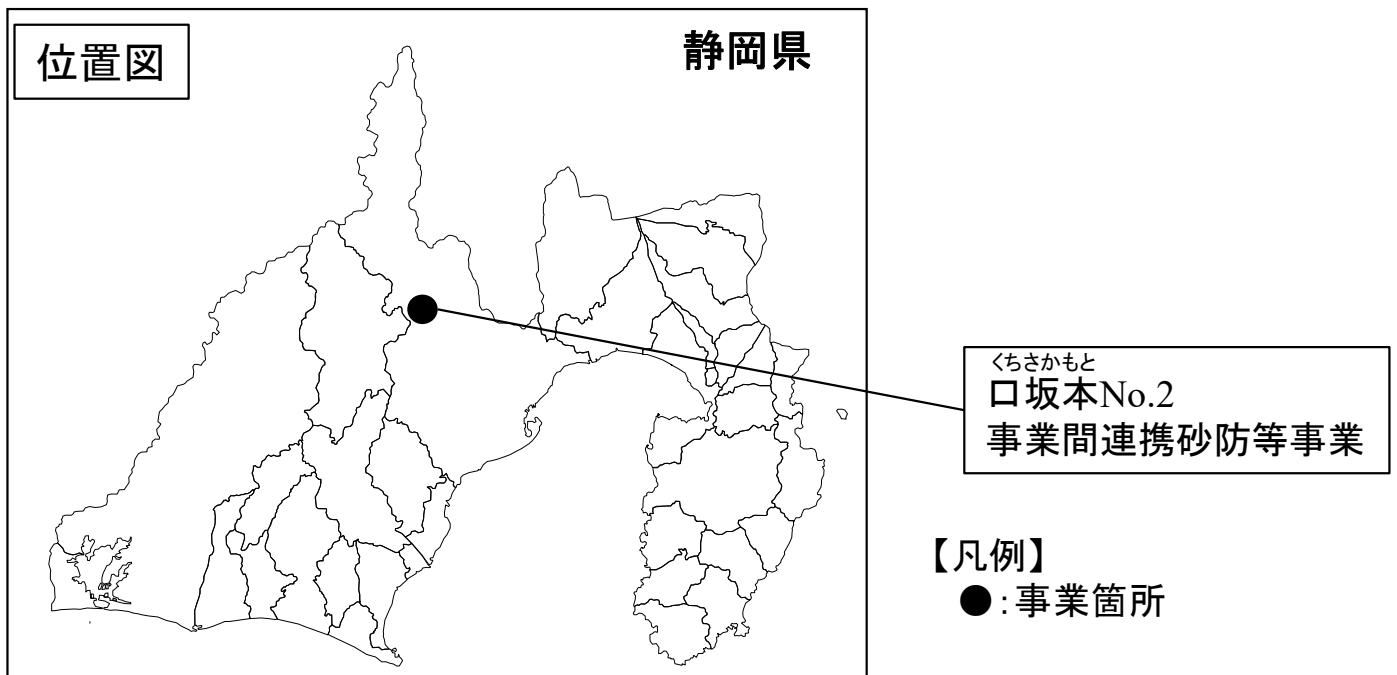 位置図
静岡県
くちさかもと
口坂本No.2
事業間連携砂防等事業
【凡例】
●:事業箇所